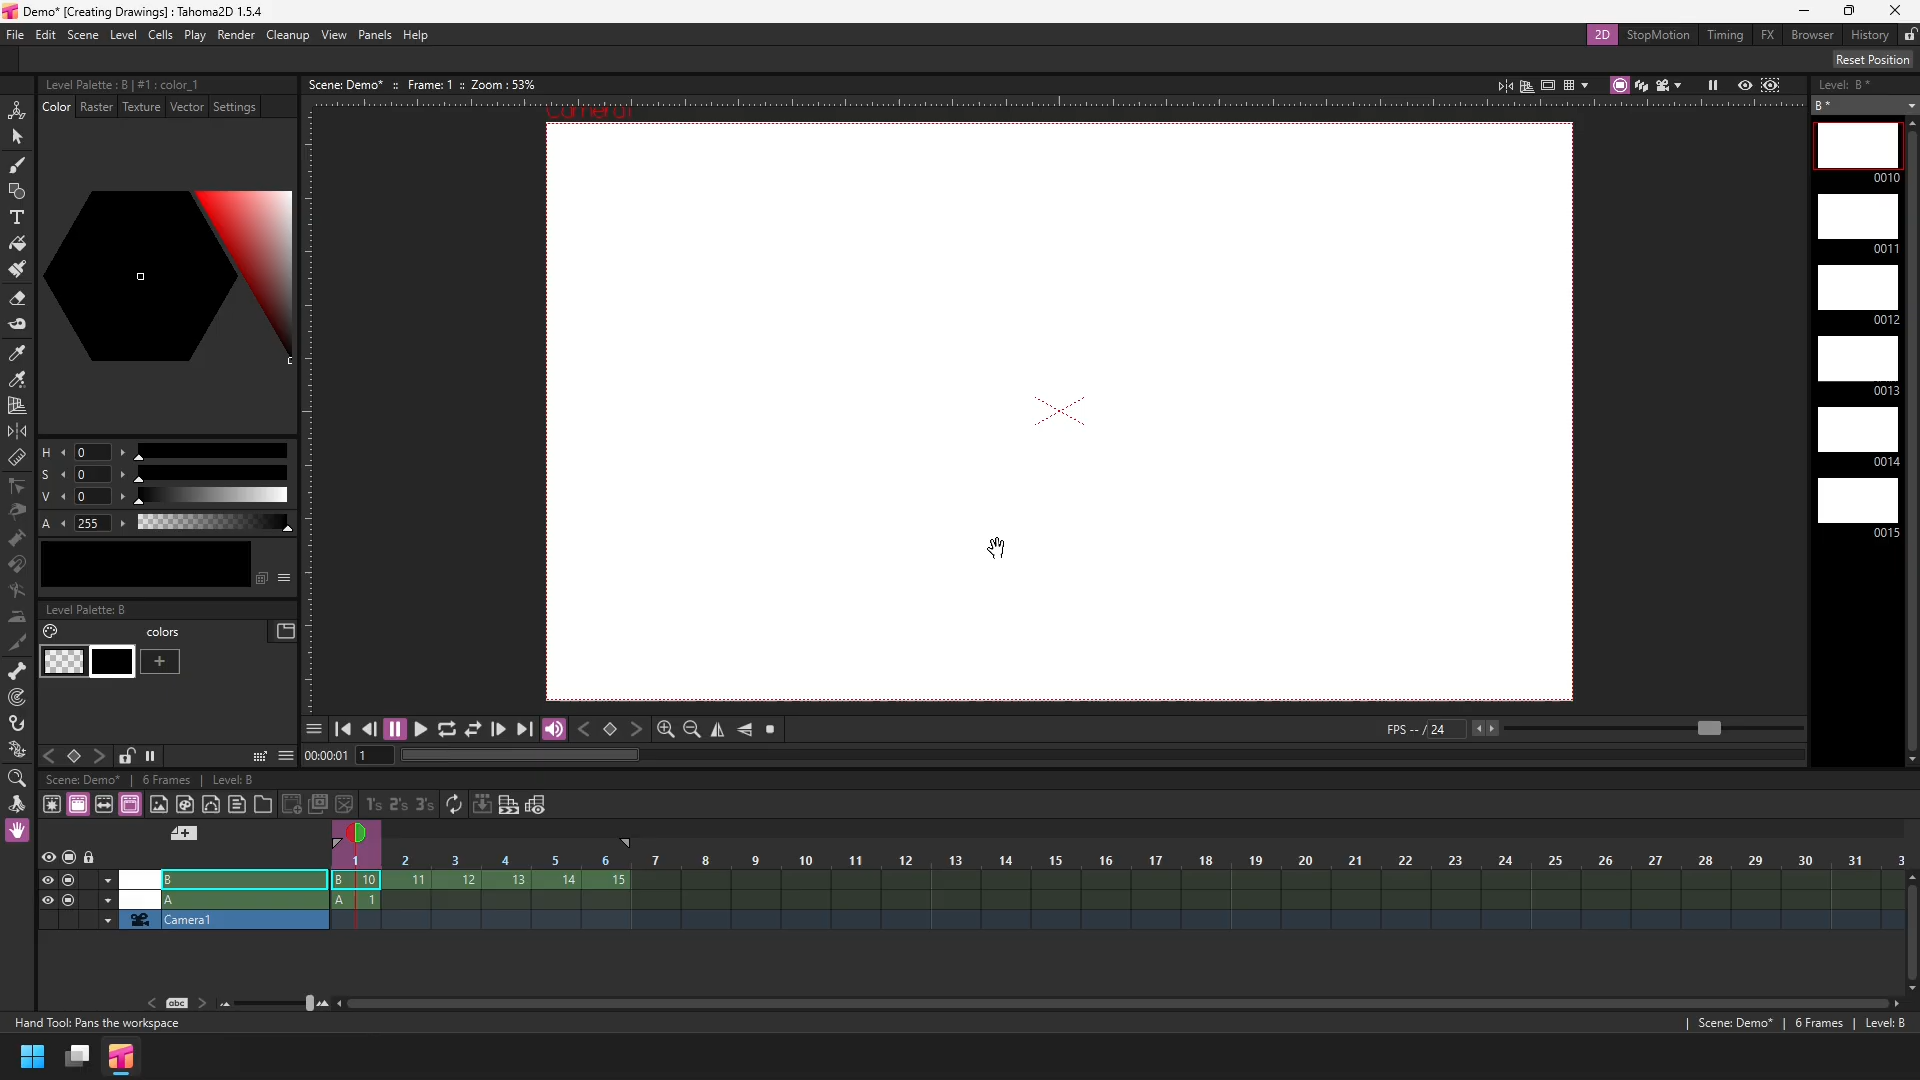 Demo* [Creating Drawings] : Tahoma2D 1.5.4
File Edit Scene Level Cells Play Render Cleanup View Panels Help
2D StopMotion Timing FX Browser History
Reset Position
Level Palette : B | #1 : color_1
Scene: Demo* :: Frame: 1 :: Zoom : 53%
Level: B *
Color Raster Texture Vector Settings
B *
Camera1
0010
0011
0012
0013
0014
0015
H 0
S 0
V 0
A 255
Level Palette: B
colors
+
FPS -- / 24
00:00:01 1
Scene: Demo* | 6 Frames | Level: B
1's 2's 3's
1 2 3 4 5 6 7 8 9 10 11 12 13 14 15 16 17 18 19 20 21 22 23 24 25 26 27 28 29 30 31 3
B B 10 11 12 13 14 15
A A 1
Camera1
abc
Hand Tool: Pans the workspace
| Scene: Demo* | 6 Frames | Level: B